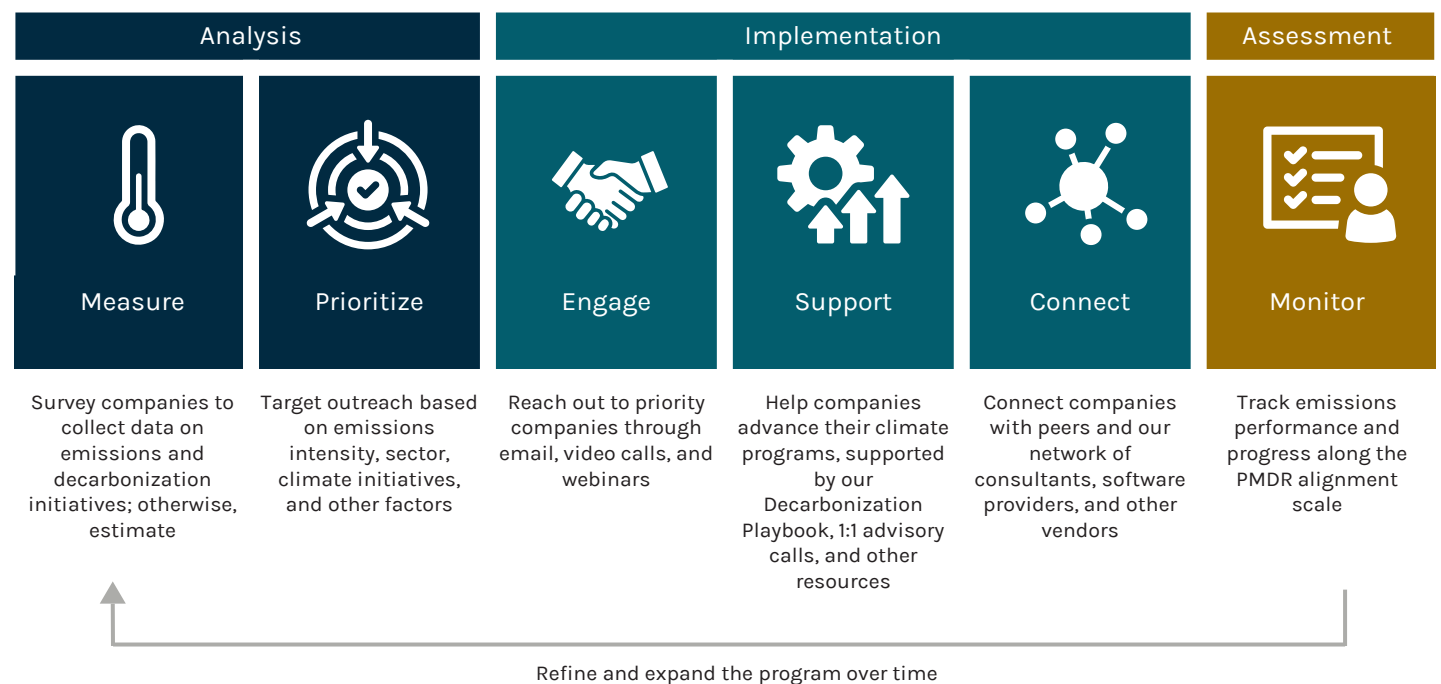 Analysis
Implementation
Assessment
Measure
Prioritize
Engage
Support
Connect
Monitor
Survey companies to
collect data on
emissions and
decarbonization
initiatives; otherwise,
estimate
Target outreach based
on emissions
intensity, sector,
climate initiatives,
and other factors
Reach out to priority
companies through
email, video calls, and
webinars
Help companies
advance their climate
programs, supported
by our
Decarbonization
Playbook, 1:1 advisory
calls, and other
resources
Connect companies
with peers and our
network of
consultants, software
providers, and other
vendors
Track emissions
performance and
progress along the
PMDR alignment
scale
Refine and expand the program over time